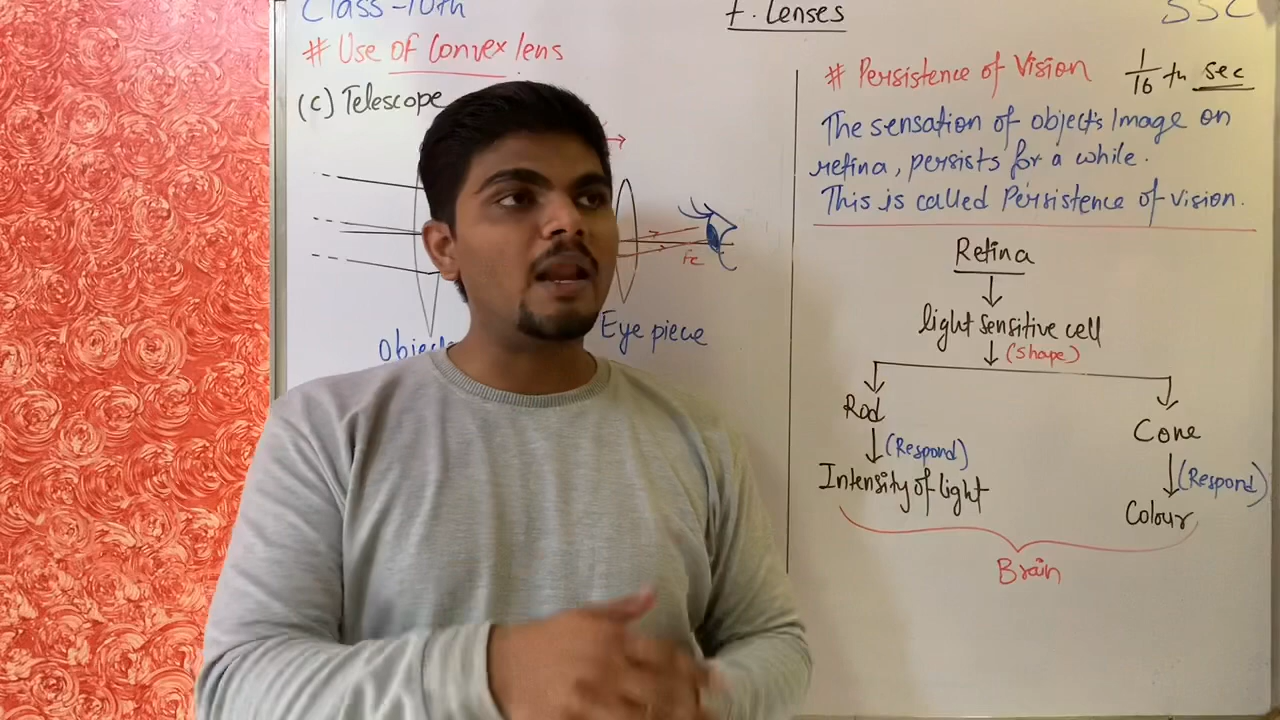 Class-10th
7. Lenses
SSC
# Use of Convex lens
(c) Telescope
Eye piece
fe
# Persistence of Vision 1/16 th sec
The sensation of object's Image on
retina, persists for a while.
This is called Persistence of vision.
Retina
light sensitive cell
(shape)
Rod
Cone
(Respond)
(Respond)
Intensity of light
Colour
Brain